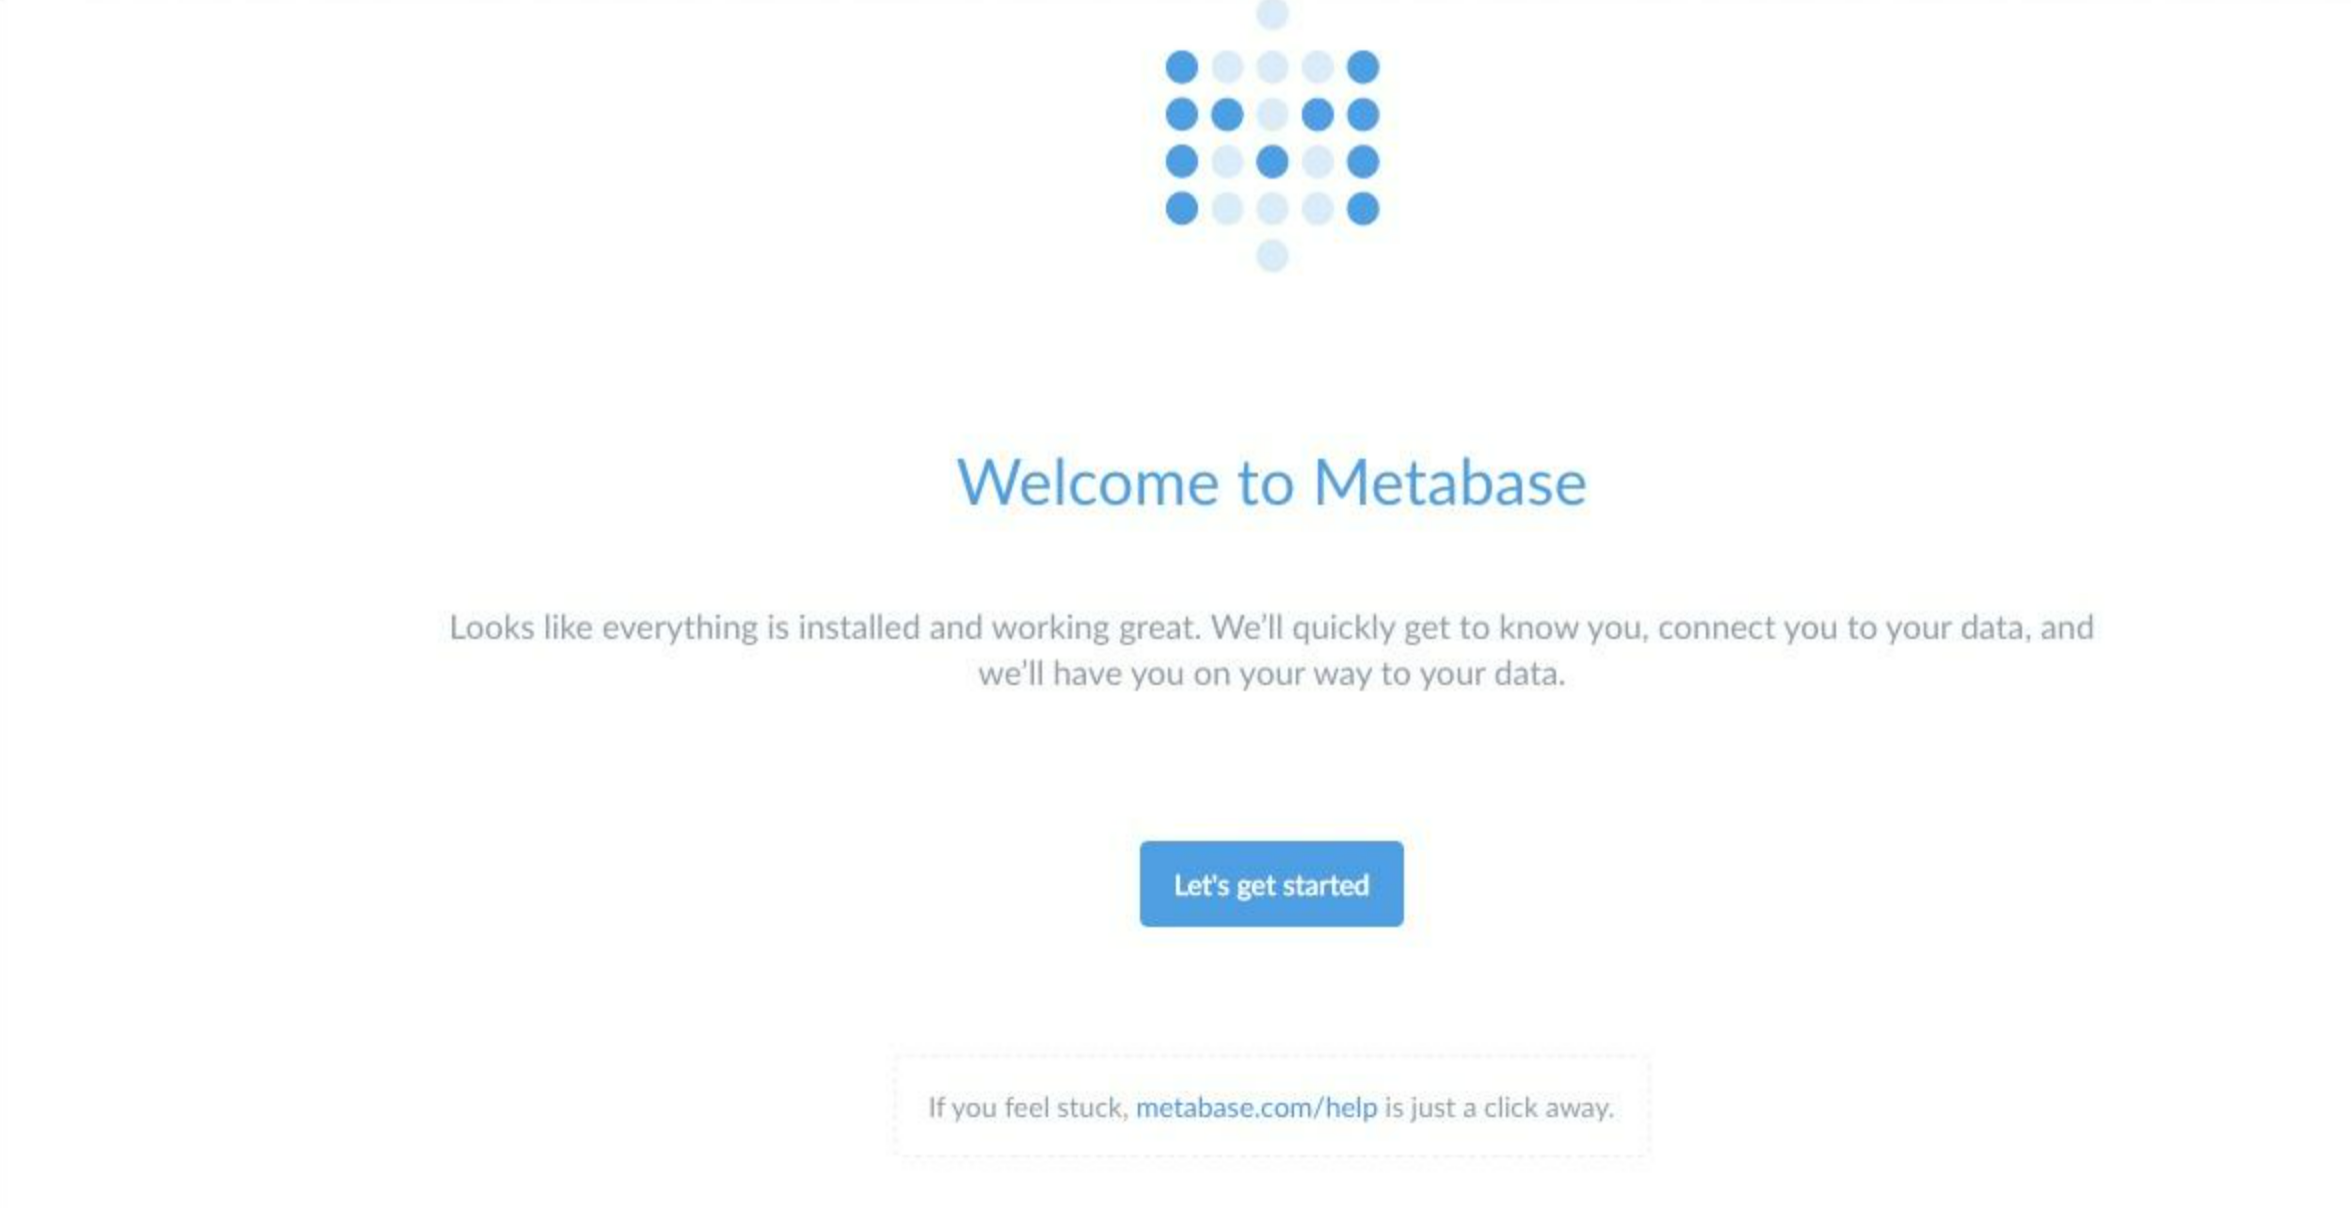 Welcome to Metabase
Looks like everything is installed and working great. We’ll quickly get to know you, connect you to your data, and
we’ll have you on your way to your data.
Let's get started
If you feel stuck, metabase.com/help is just a click away.